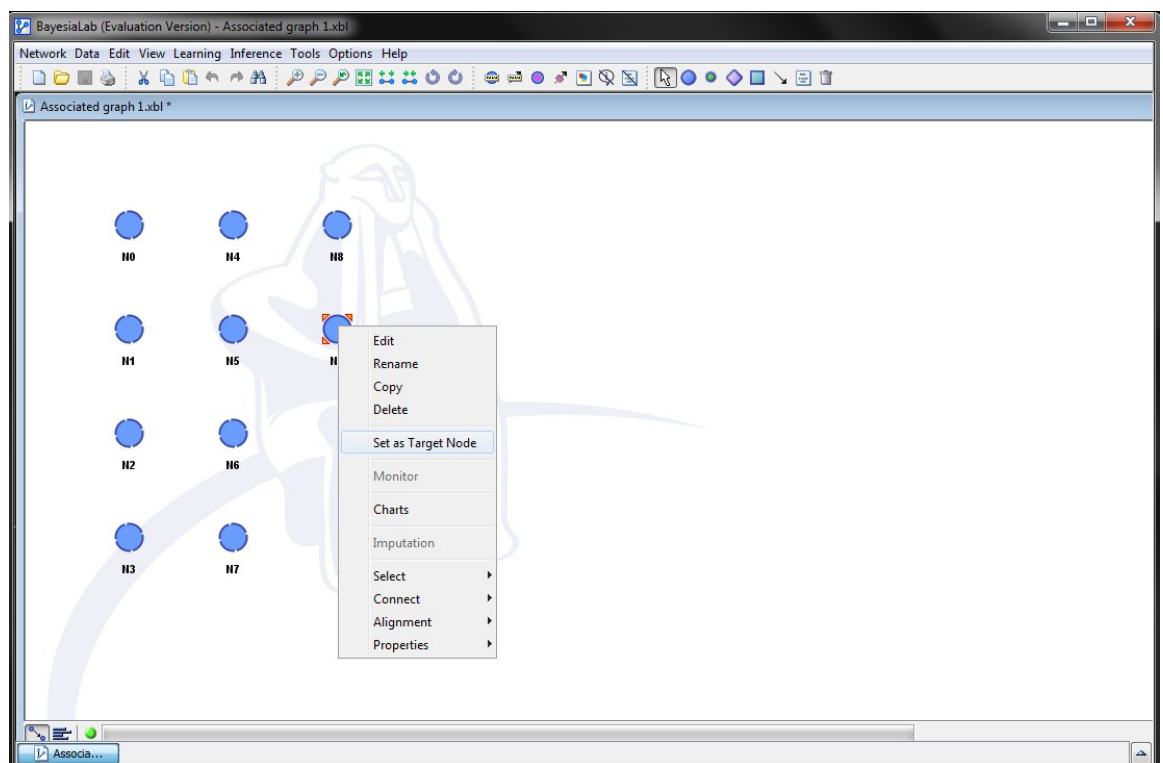 BayesiaLab (Evaluation Version) - Associated graph 1.xbl
Network Data Edit View Learning Inference Tools Options Help
Associated graph 1.xbl *
N0 N4 N8
N1 N5 N
N2 N6
N3 N7
Edit
Rename
Copy
Delete
Set as Target Node
Monitor
Charts
Imputation
Select
Connect
Alignment
Properties
Associa...